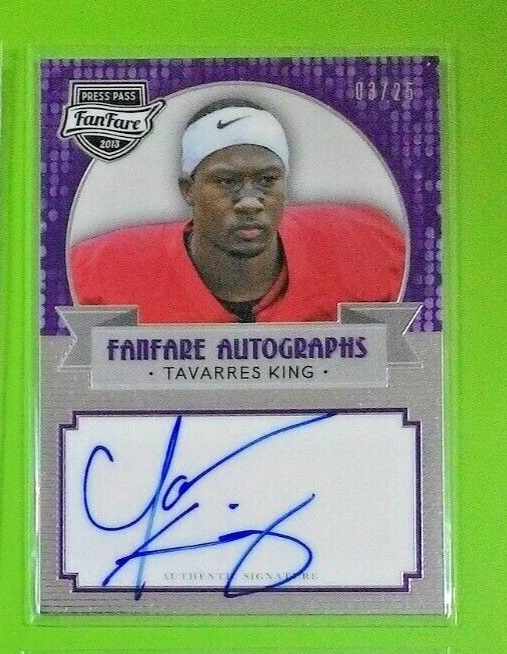 03/25
PRESS PASS
FanFare
2013
FANFARE AUTOGRAPHS
• TAVARRES KING •
AUTHENTIC SIGNATURE